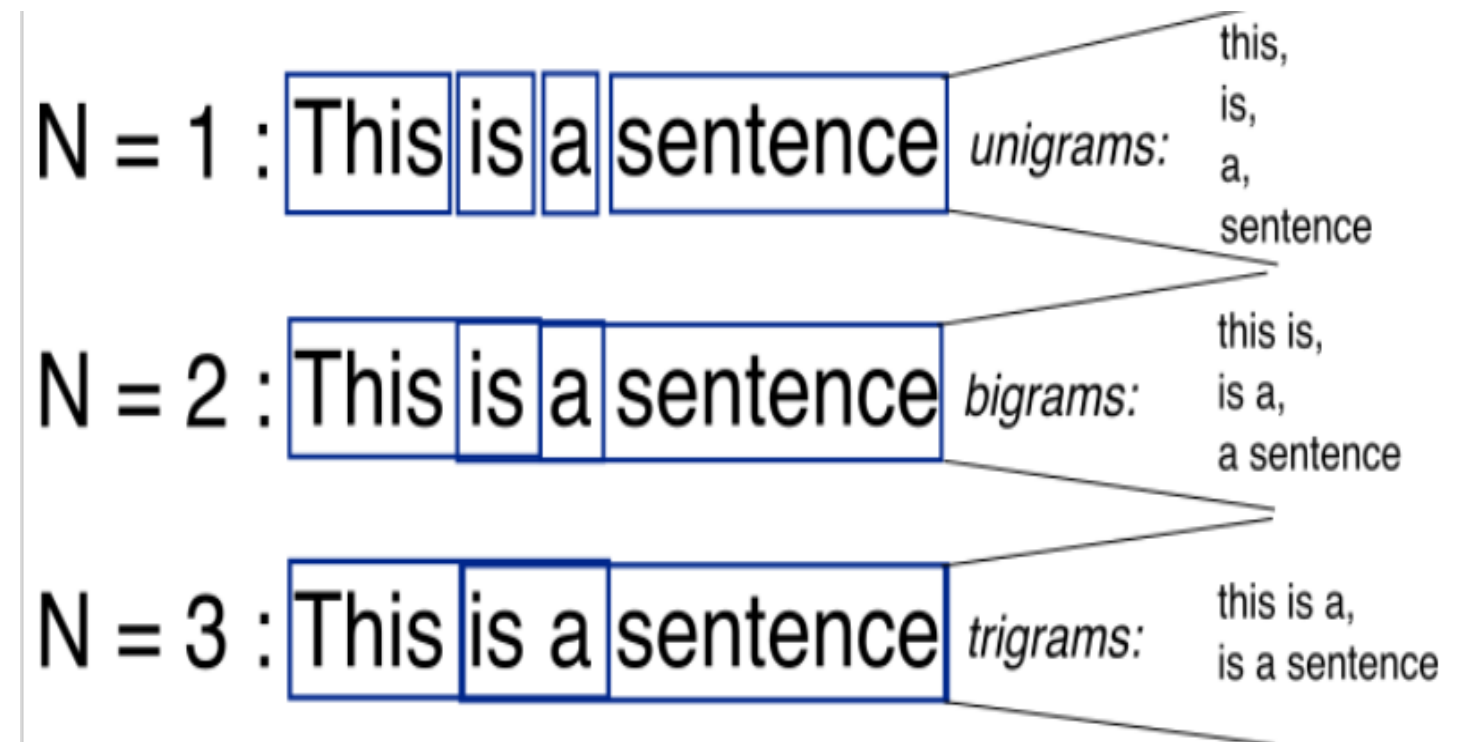 N = 1 : This is a sentence unigrams:
this,
is,
a,
sentence
N = 2 : This is a sentence bigrams:
this is,
is a,
a sentence
N = 3 : This is a sentence trigrams:
this is a,
is a sentence